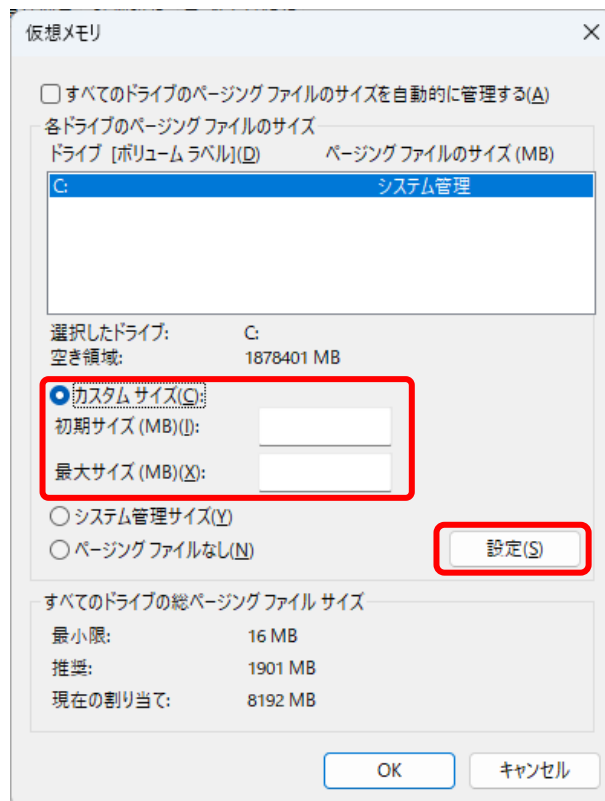 仮想メモリ
すべてのドライブのページング ファイルのサイズを自動的に管理する(A)
各ドライブのページング ファイルのサイズ
ドライブ [ボリューム ラベル](D) ページング ファイルのサイズ (MB)
C: システム管理
選択したドライブ: C:
空き領域: 1878401 MB
カスタム サイズ(C):
初期サイズ (MB)(I):
最大サイズ (MB)(X):
システム管理サイズ(Y)
ページング ファイルなし(N) 設定(S)
すべてのドライブの総ページング ファイル サイズ
最小限: 16 MB
推奨: 1901 MB
現在の割り当て: 8192 MB
OK キャンセル